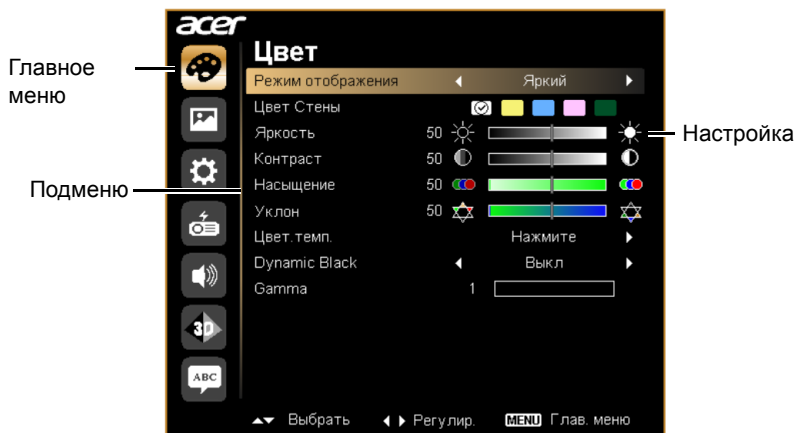 acer
Цвет
Главное
меню
Режим отображения Яркий
Цвет Стены
Яркость 50
Настройка
Контраст 50
Подменю
Насыщение 50
Уклон 50
Цвет.темп. Нажмите
Dynamic Black Выкл
Gamma 1
3D
ABC
Выбрать Регулир. MENU Глав. меню